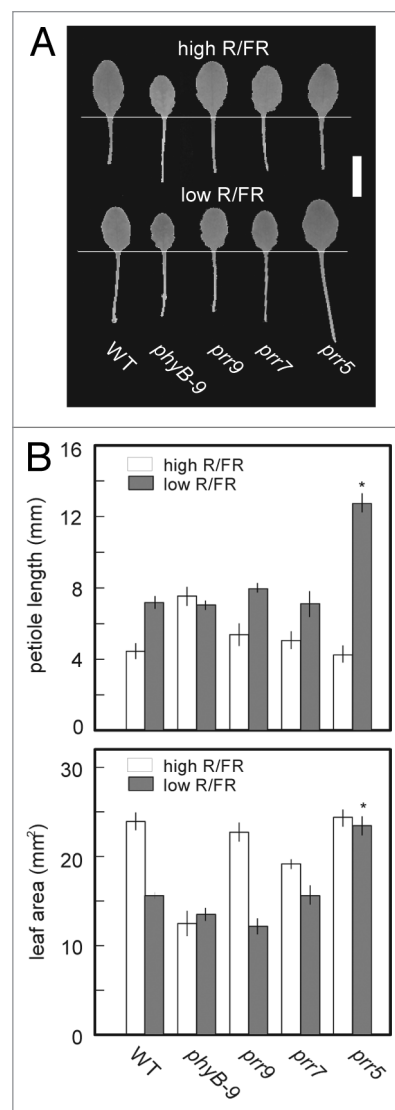 A
high R/FR
low R/FR
WT phyB-9 prr9 prr7 prr5
B
high R/FR
low R/FR
*
petiole length (mm)
16
12
8
4
0
high R/FR
low R/FR
*
leaf area (mm²)
30
20
10
0
WT phyB-9 prr9 prr7 prr5